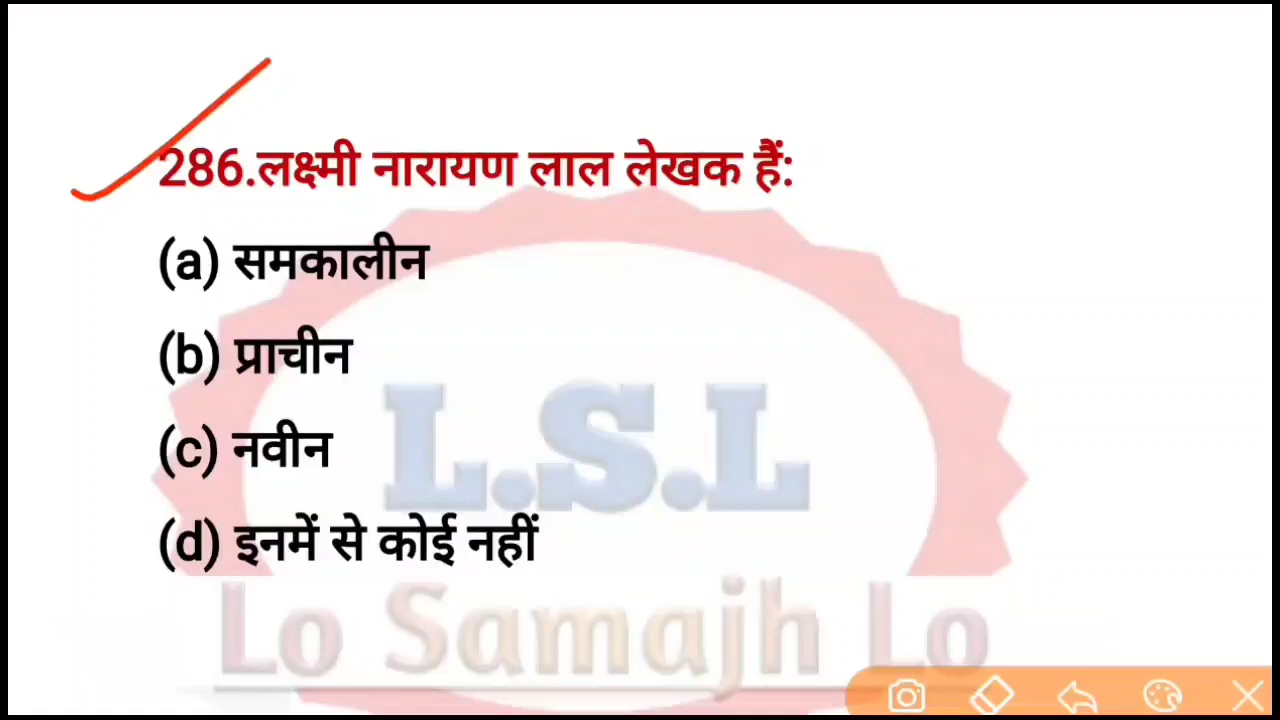 286.लक्ष्मी नारायण लाल लेखक हैं:
(a) समकालीन
(b) प्राचीन
(c) नवीन
(d) इनमें से कोई नहीं
L.S.L
Lo Samajh Lo